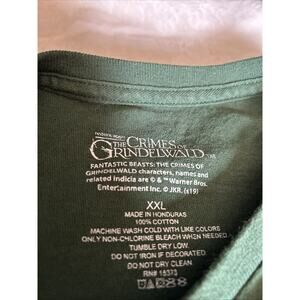 THE CRIMES OF
GRINDELWALD
FANTASTIC BEASTS: THE CRIMES OF
GRINDELWALD characters, names and
related indicia are © & ™ Warner Bros.
Entertainment Inc. © JKR. (s19)
XXL
MADE IN HONDURAS
100% COTTON
MACHINE WASH COLD WITH LIKE COLORS
ONLY NON-CHLORINE BLEACH WHEN NEEDED
TUMBLE DRY LOW
DO NOT IRON IF DECORATED
DO NOT DRY CLEAN
RN# 15373